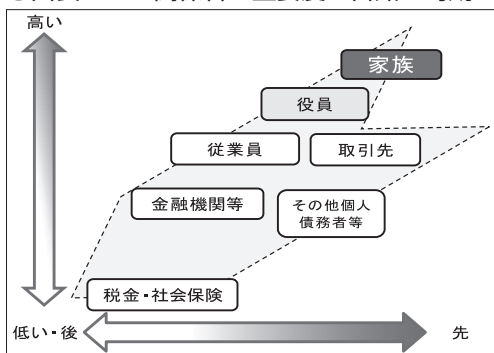 高い
家族
役員
従業員
取引先
金融機関等
その他個人
債務者等
税金・社会保険
低い・後
先